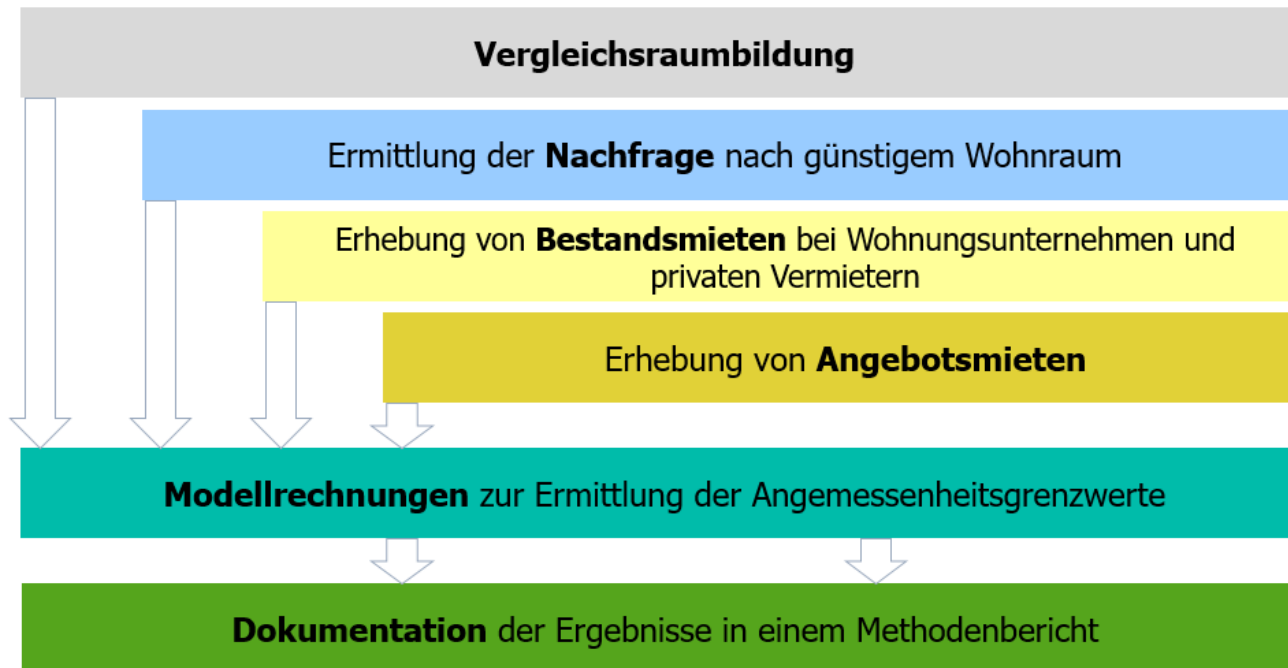 Vergleichsraumbildung
Ermittlung der Nachfrage nach günstigem Wohnraum
Erhebung von Bestandsmieten bei Wohnungsunternehmen und
privaten Vermietern
Erhebung von Angebotsmieten
Modellrechnungen zur Ermittlung der Angemessenheitsgrenzwerte
Dokumentation der Ergebnisse in einem Methodenbericht